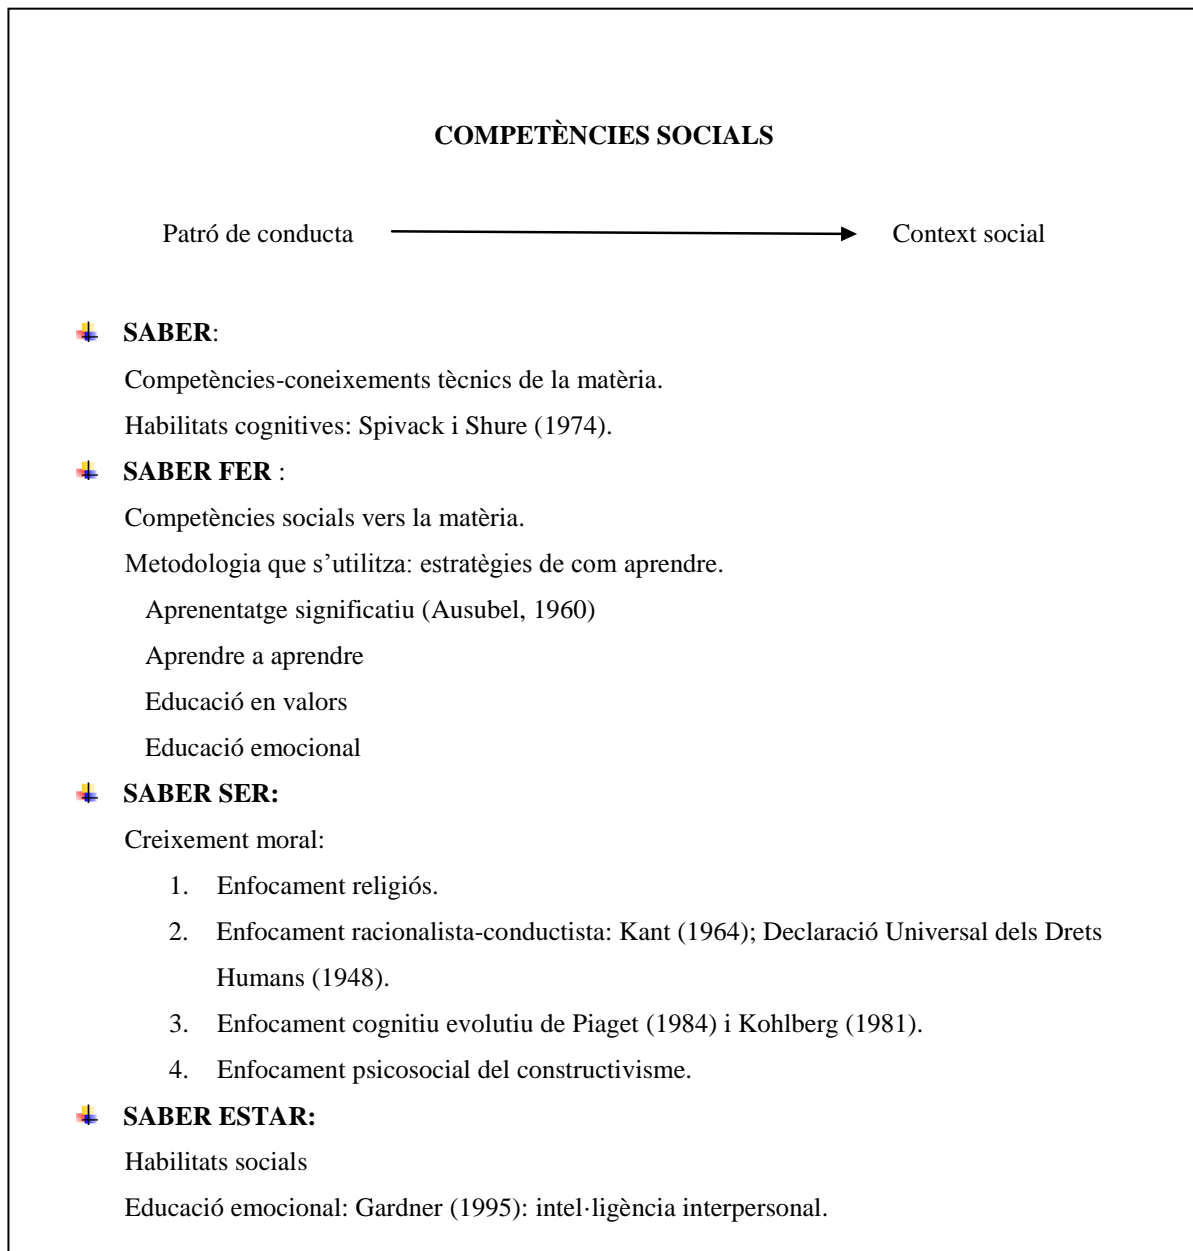 COMPETÈNCIES SOCIALS
Patró de conducta Context social
SABER:
Competències-coneixements tècnics de la matèria.
Habilitats cognitives: Spivack i Shure (1974).
SABER FER :
Competències socials vers la matèria.
Metodologia que s’utilitza: estratègies de com aprendre.
Aprenentatge significatiu (Ausubel, 1960)
Aprendre a aprendre
Educació en valors
Educació emocional
SABER SER:
Creixement moral:
1. Enfocament religiós.
2. Enfocament racionalista-conductista: Kant (1964); Declaració Universal dels Drets
Humans (1948).
3. Enfocament cognitiu evolutiu de Piaget (1984) i Kohlberg (1981).
4. Enfocament psicosocial del constructivisme.
SABER ESTAR:
Habilitats socials
Educació emocional: Gardner (1995): intel·ligència interpersonal.